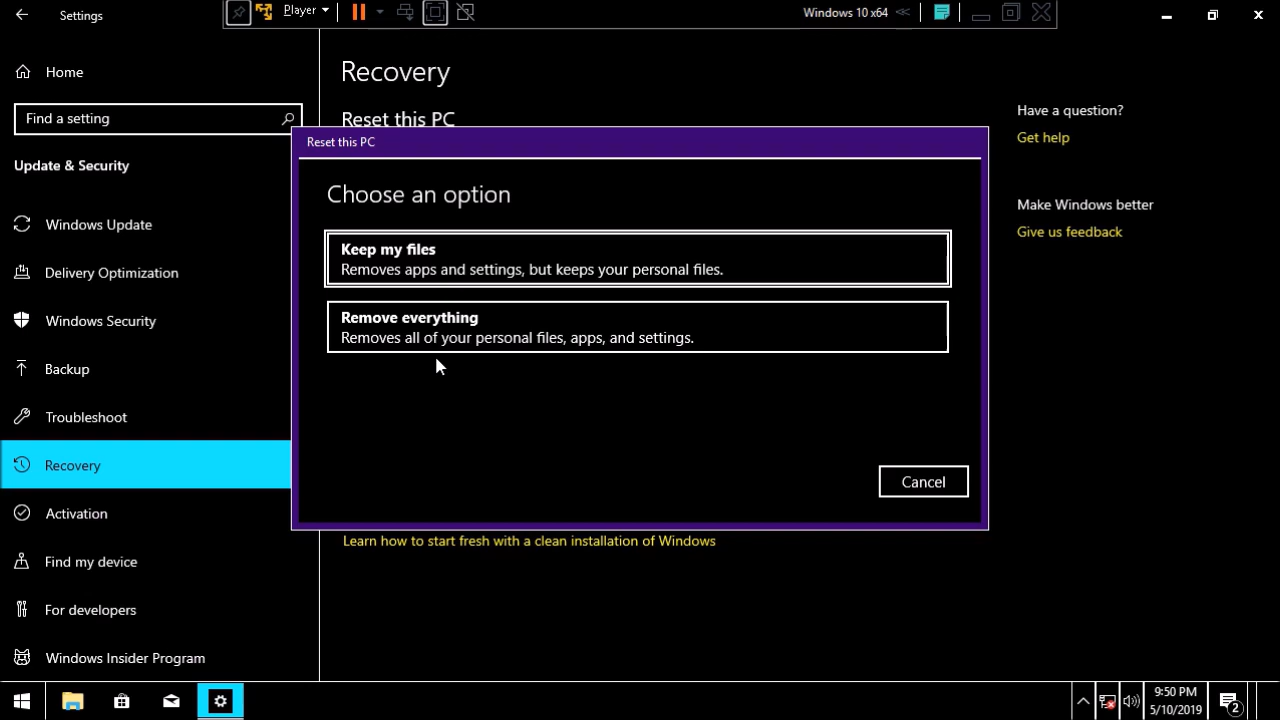 Settings
Player
Windows 10 x64
Home
Find a setting
Update & Security
Windows Update
Delivery Optimization
Windows Security
Backup
Troubleshoot
Recovery
Activation
Find my device
For developers
Windows Insider Program
Recovery
Reset this PC
Reset this PC
Choose an option
Keep my files
Removes apps and settings, but keeps your personal files.
Remove everything
Removes all of your personal files, apps, and settings.
Cancel
Learn how to start fresh with a clean installation of Windows
Have a question?
Get help
Make Windows better
Give us feedback
9:50 PM
5/10/2019
2